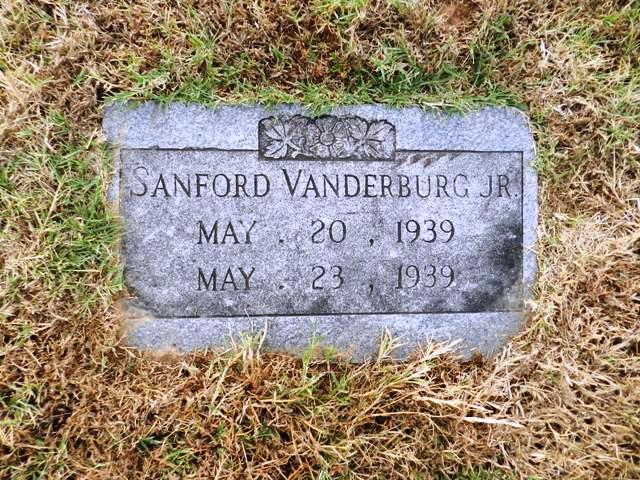 SANFORD VANDERBURG JR.
MAY . 20 , 1939
MAY . 23 , 1939